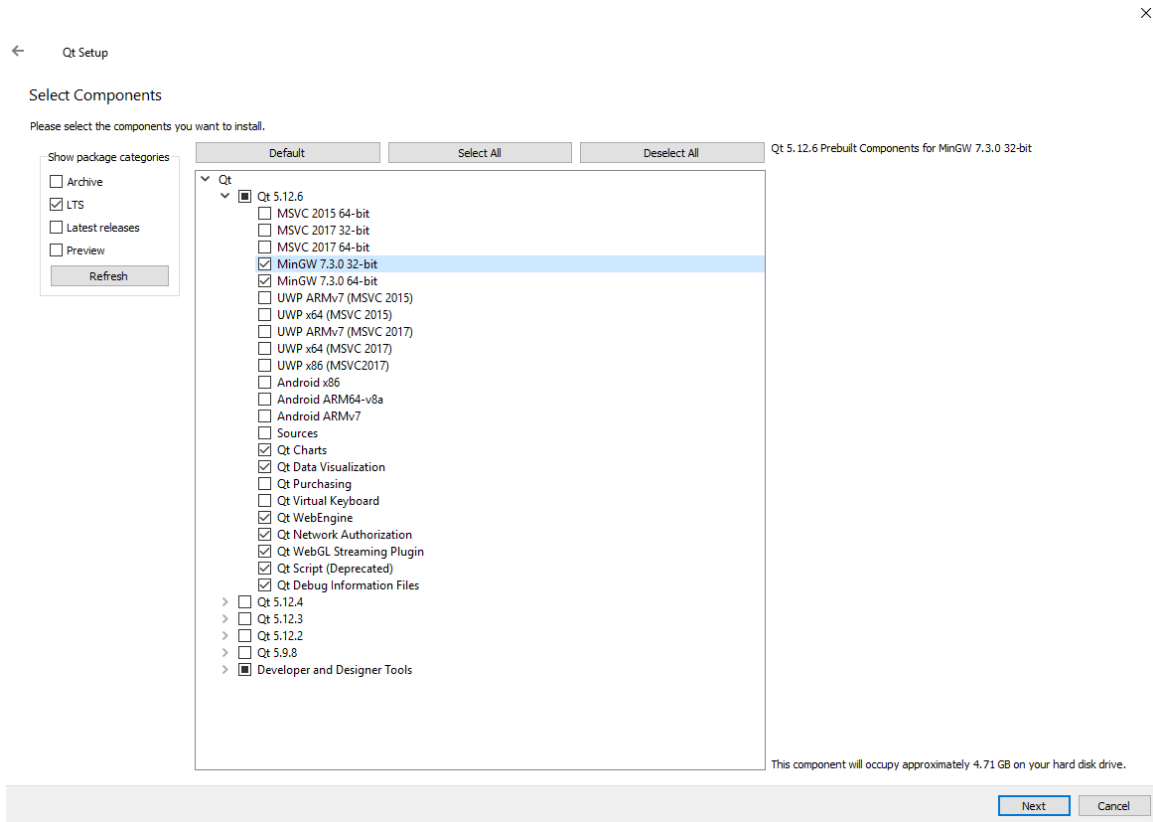 Qt Setup
Select Components
Please select the components you want to install.
Show package categories
Archive
LTS
Latest releases
Preview
Refresh
Default Select All Deselect All
Qt
Qt 5.12.6
MSVC 2015 64-bit
MSVC 2017 32-bit
MSVC 2017 64-bit
MinGW 7.3.0 32-bit
MinGW 7.3.0 64-bit
UWP ARMv7 (MSVC 2015)
UWP x64 (MSVC 2015)
UWP ARMv7 (MSVC 2017)
UWP x64 (MSVC 2017)
UWP x86 (MSVC2017)
Android x86
Android ARM64-v8a
Android ARMv7
Sources
Qt Charts
Qt Data Visualization
Qt Purchasing
Qt Virtual Keyboard
Qt WebEngine
Qt Network Authorization
Qt WebGL Streaming Plugin
Qt Script (Deprecated)
Qt Debug Information Files
Qt 5.12.4
Qt 5.12.3
Qt 5.12.2
Qt 5.9.8
Developer and Designer Tools
Qt 5.12.6 Prebuilt Components for MinGW 7.3.0 32-bit
This component will occupy approximately 4.71 GB on your hard disk drive.
Next Cancel